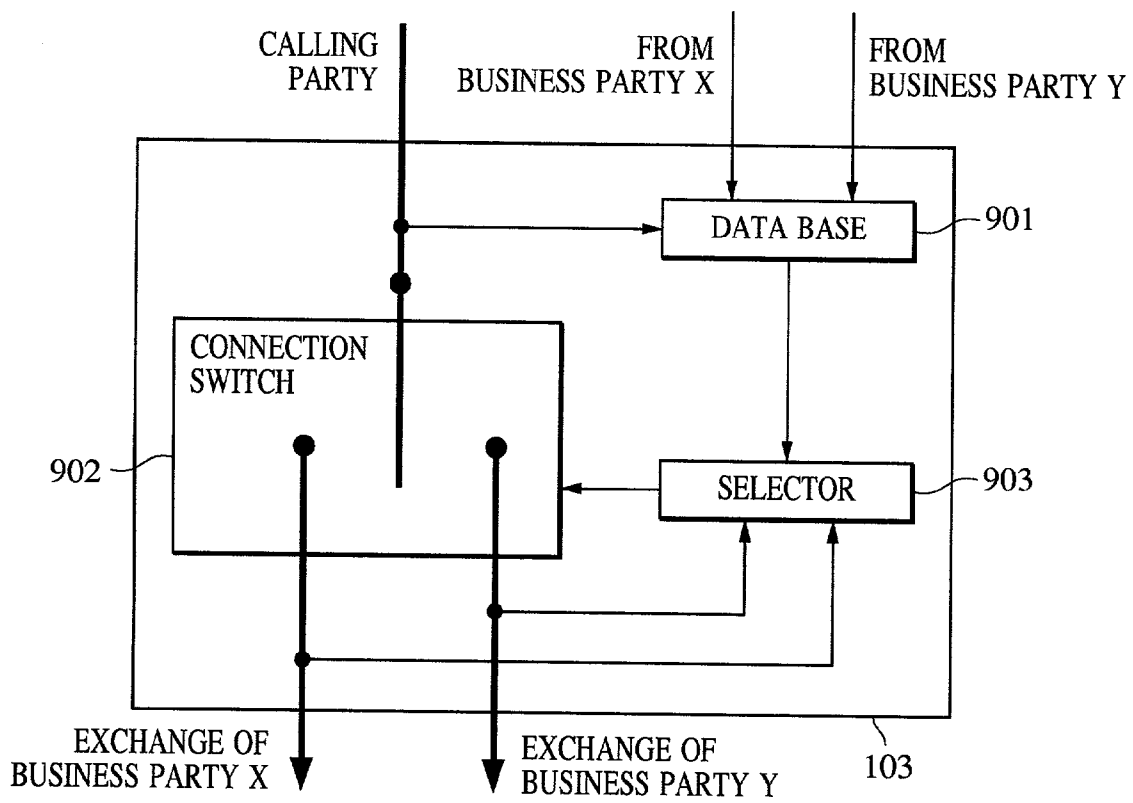 CALLING
PARTY
FROM
BUSINESS PARTY X
FROM
BUSINESS PARTY Y
DATA BASE
901
CONNECTION
SWITCH
902
SELECTOR
903
EXCHANGE OF
BUSINESS PARTY X
EXCHANGE OF
BUSINESS PARTY Y
103